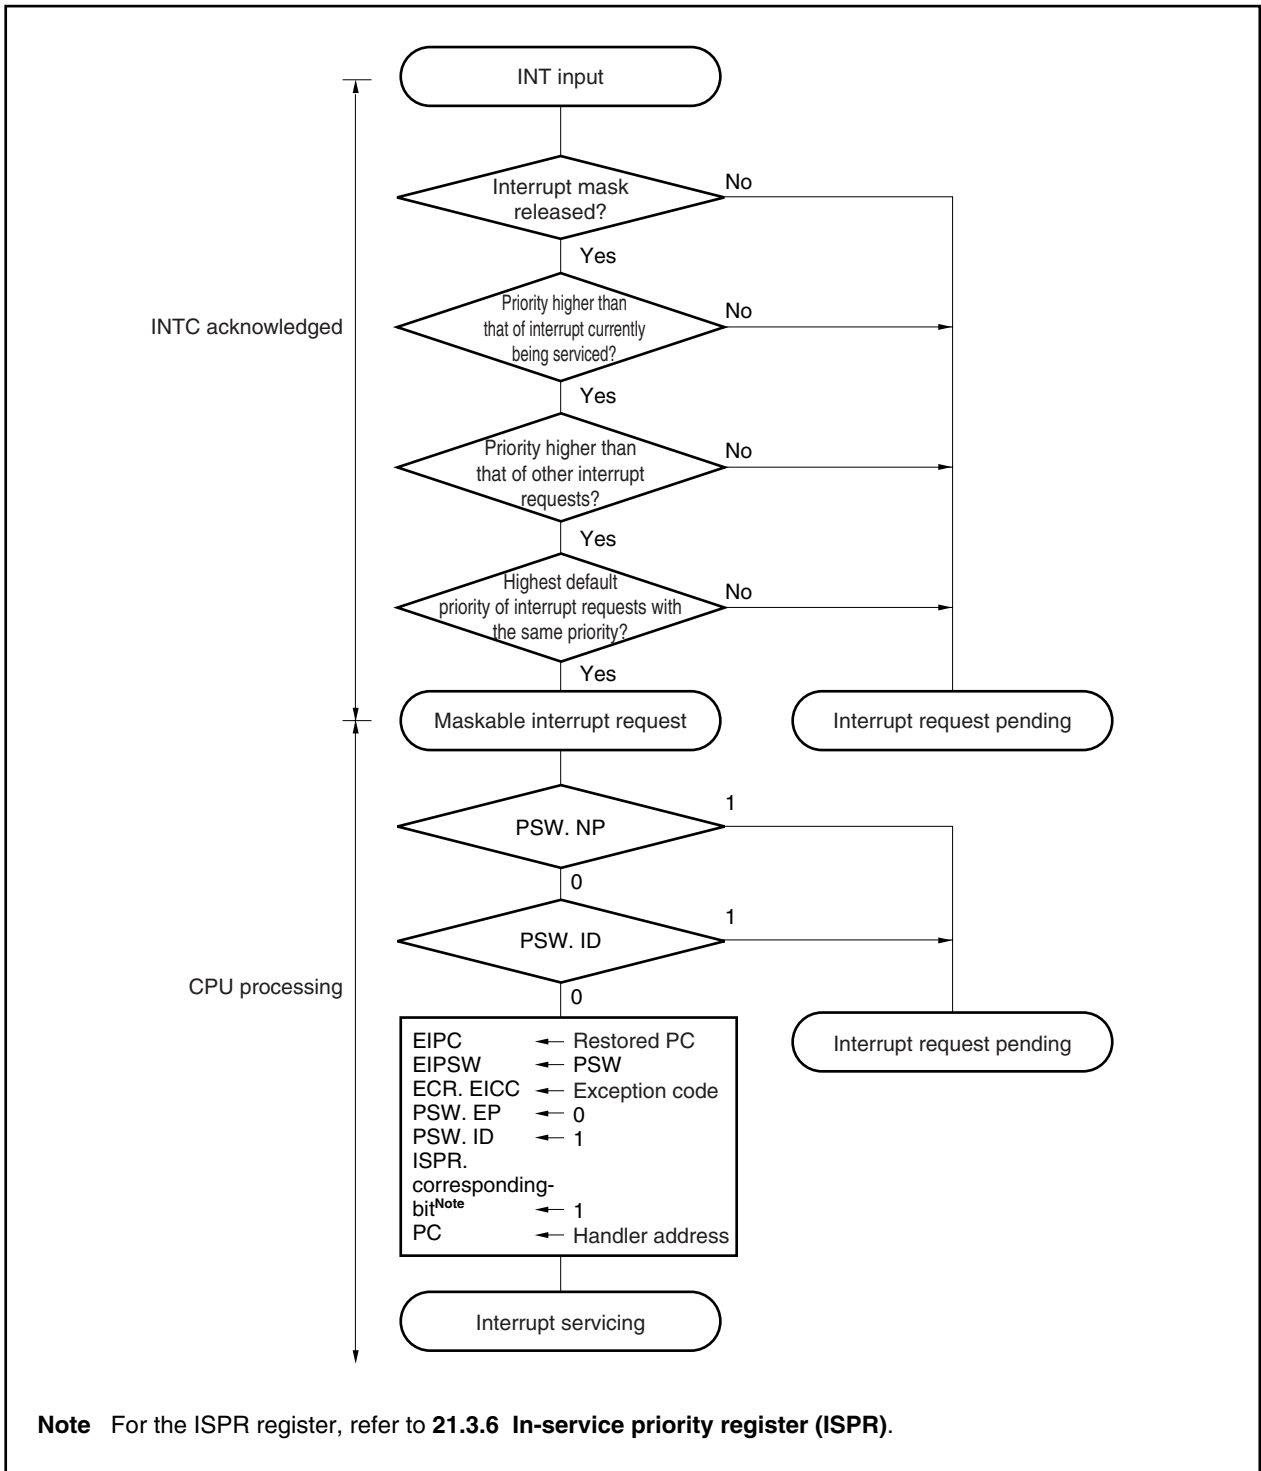 INT input
Interrupt mask
released?
No
Yes
Priority higher than
that of interrupt currently
being serviced?
No
INTC acknowledged
Yes
Priority higher than
that of other interrupt
requests?
No
Yes
Highest default
priority of interrupt requests with
the same priority?
No
Yes
Maskable interrupt request
Interrupt request pending
PSW. NP
1
0
PSW. ID
1
CPU processing
0
EIPC ← Restored PC
EIPSW ← PSW
ECR. EICC ← Exception code
PSW. EP ← 0
PSW. ID ← 1
ISPR.
corresponding-
bitNote ← 1
PC ← Handler address
Interrupt request pending
Interrupt servicing
Note For the ISPR register, refer to 21.3.6 In-service priority register (ISPR).